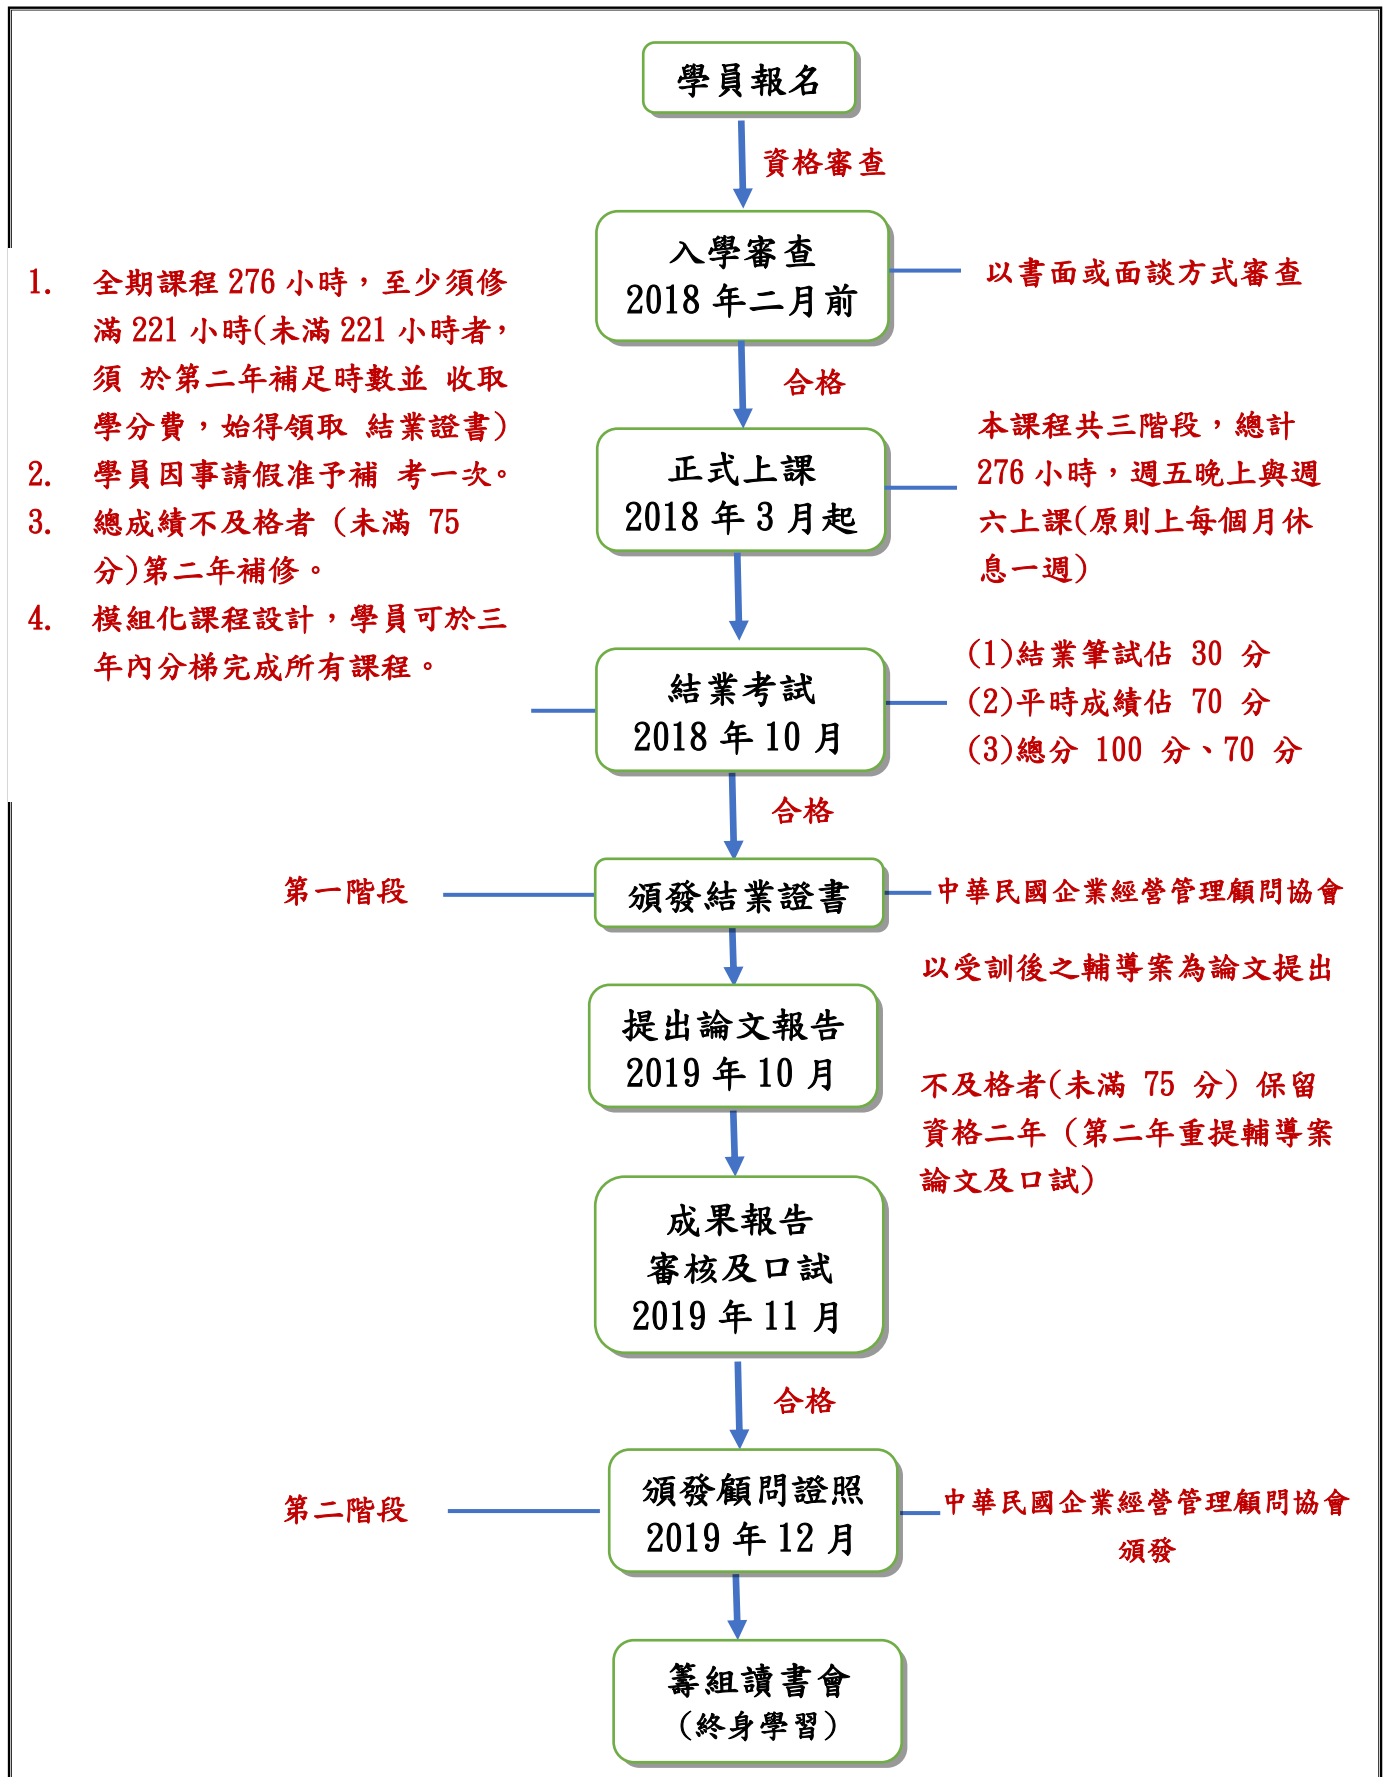 學員報名
資格審查
入學審查
2018 年二月前
以書面或面談方式審查
1. 全期課程 276 小時，至少須修
滿 221 小時(未滿 221 小時者，
須 於第二年補足時數並 收取
學分費，始得領取 結業證書)
2. 學員因事請假准予補 考一次。
3. 總成績不及格者 (未滿 75
分)第二年補修。
4. 模組化課程設計，學員可於三
年內分梯完成所有課程。
合格
正式上課
2018 年 3 月起
本課程共三階段，總計
276 小時，週五晚上與週
六上課(原則上每個月休
息一週)
結業考試
2018 年 10 月
(1)結業筆試佔 30 分
(2)平時成績佔 70 分
(3)總分 100 分、70 分
合格
第一階段
頒發結業證書
中華民國企業經營管理顧問協會
以受訓後之輔導案為論文提出
提出論文報告
2019 年 10 月
不及格者(未滿 75 分) 保留
資格二年 (第二年重提輔導案
論文及口試)
成果報告
審核及口試
2019 年 11 月
合格
第二階段
頒發顧問證照
2019 年 12 月
中華民國企業經營管理顧問協會
頒發
籌組讀書會
(終身學習)